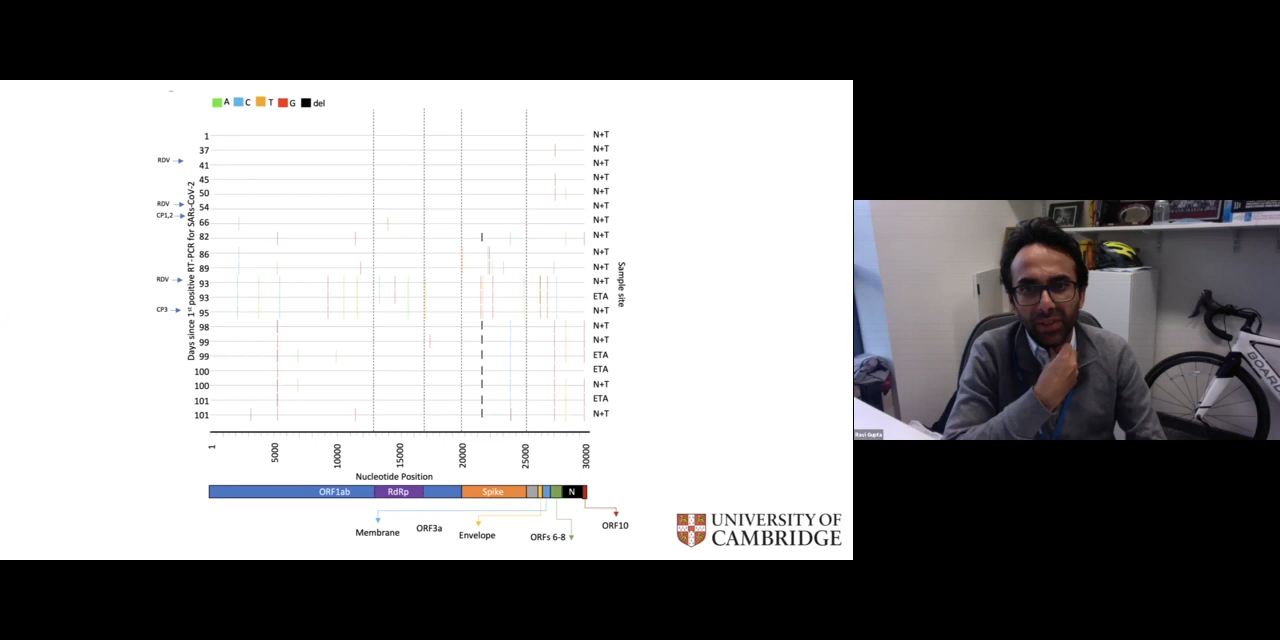 A C T G del
Days since 1st positive RT-PCR for SARs-CoV-2
1 N+T
37 N+T
RDV
41 N+T
45 N+T
50 N+T
RDV
54 N+T
CP1,2
66 N+T
82 N+T
86 N+T
89 N+T
RDV
93 N+T
93 ETA
CP3
95 N+T
98 N+T
99 N+T
99 ETA
100 ETA
100 N+T
101 ETA
101 N+T
Sample site
1 5000 10000 15000 20000 25000 30000
Nucleotide Position
ORF1ab RdRp Spike N
Membrane ORF3a Envelope ORFs 6-8 ORF10
UNIVERSITY OF
CAMBRIDGE
Ravi Gupta
BOARD